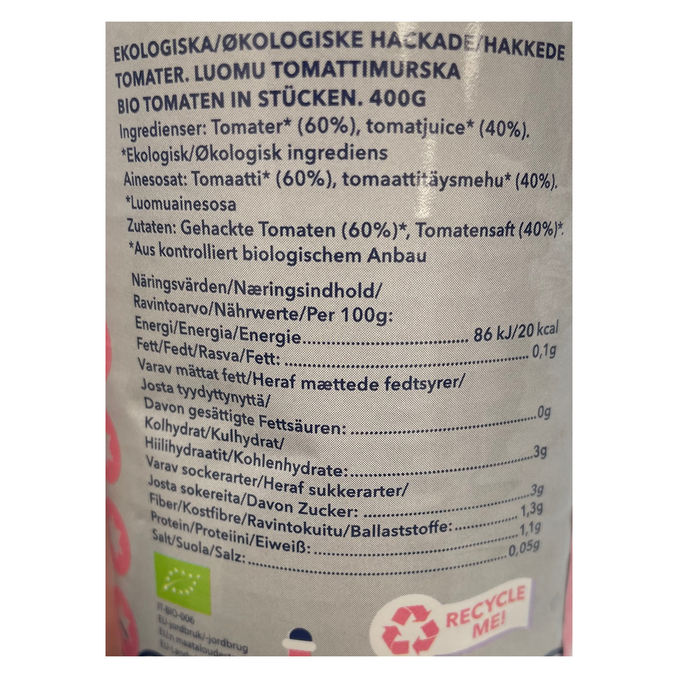 EKOLOGISKA/ØKOLOGISKE HACKADE/HAKKEDE
TOMATER. LUOMU TOMATTIMURSKA
BIO TOMATEN IN STÜCKEN. 400G
Ingredienser: Tomater* (60%), tomatjuice* (40%).
*Ekologisk/Økologisk ingrediens
Ainesosat: Tomaatti* (60%), tomaattitäysmehu* (40%).
*Luomuainesosa
Zutaten: Gehackte Tomaten (60%)*, Tomatensaft (40%)*.
*Aus kontrolliert biologischem Anbau
Näringsvärden/Næringsindhold/
Ravintoarvo/Nährwerte/Per 100g:
Energi/Energia/Energie........................ 86 kJ/20 kcal
Fett/Fedt/Rasva/Fett: ........................ 0,1g
Varav mättat fett/Heraf mættede fedtsyrer/
Josta tyydyttynyttä/
Davon gesättigte Fettsäuren: ........................ 0g
Kolhydrat/Kulhydrat/
Hiilihydraatit/Kohlenhydrate: ........................ 3g
Varav sockerarter/Heraf sukkerarter/
Josta sokereita/Davon Zucker: ........................ 3g
Fiber/Kostfibre/Ravintokuitu/Ballaststoffe: ............ 1,3g
Protein/Proteiini/Eiweiß: ........................ 1,1g
Salt/Suola/Salz: ........................ 0,05g
IT-BIO-006
EU-jordbruk/-jordbrug
RECYCLE
ME!